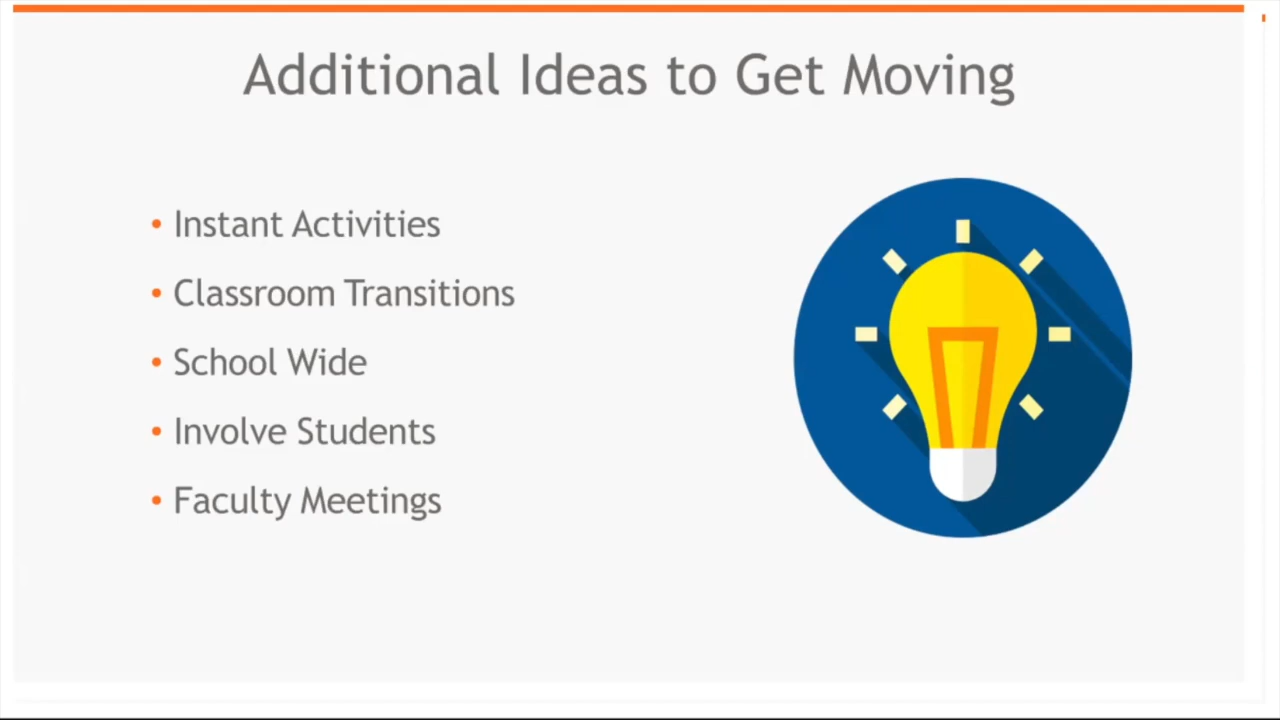 Additional Ideas to Get Moving
• Instant Activities
• Classroom Transitions
• School Wide
• Involve Students
• Faculty Meetings